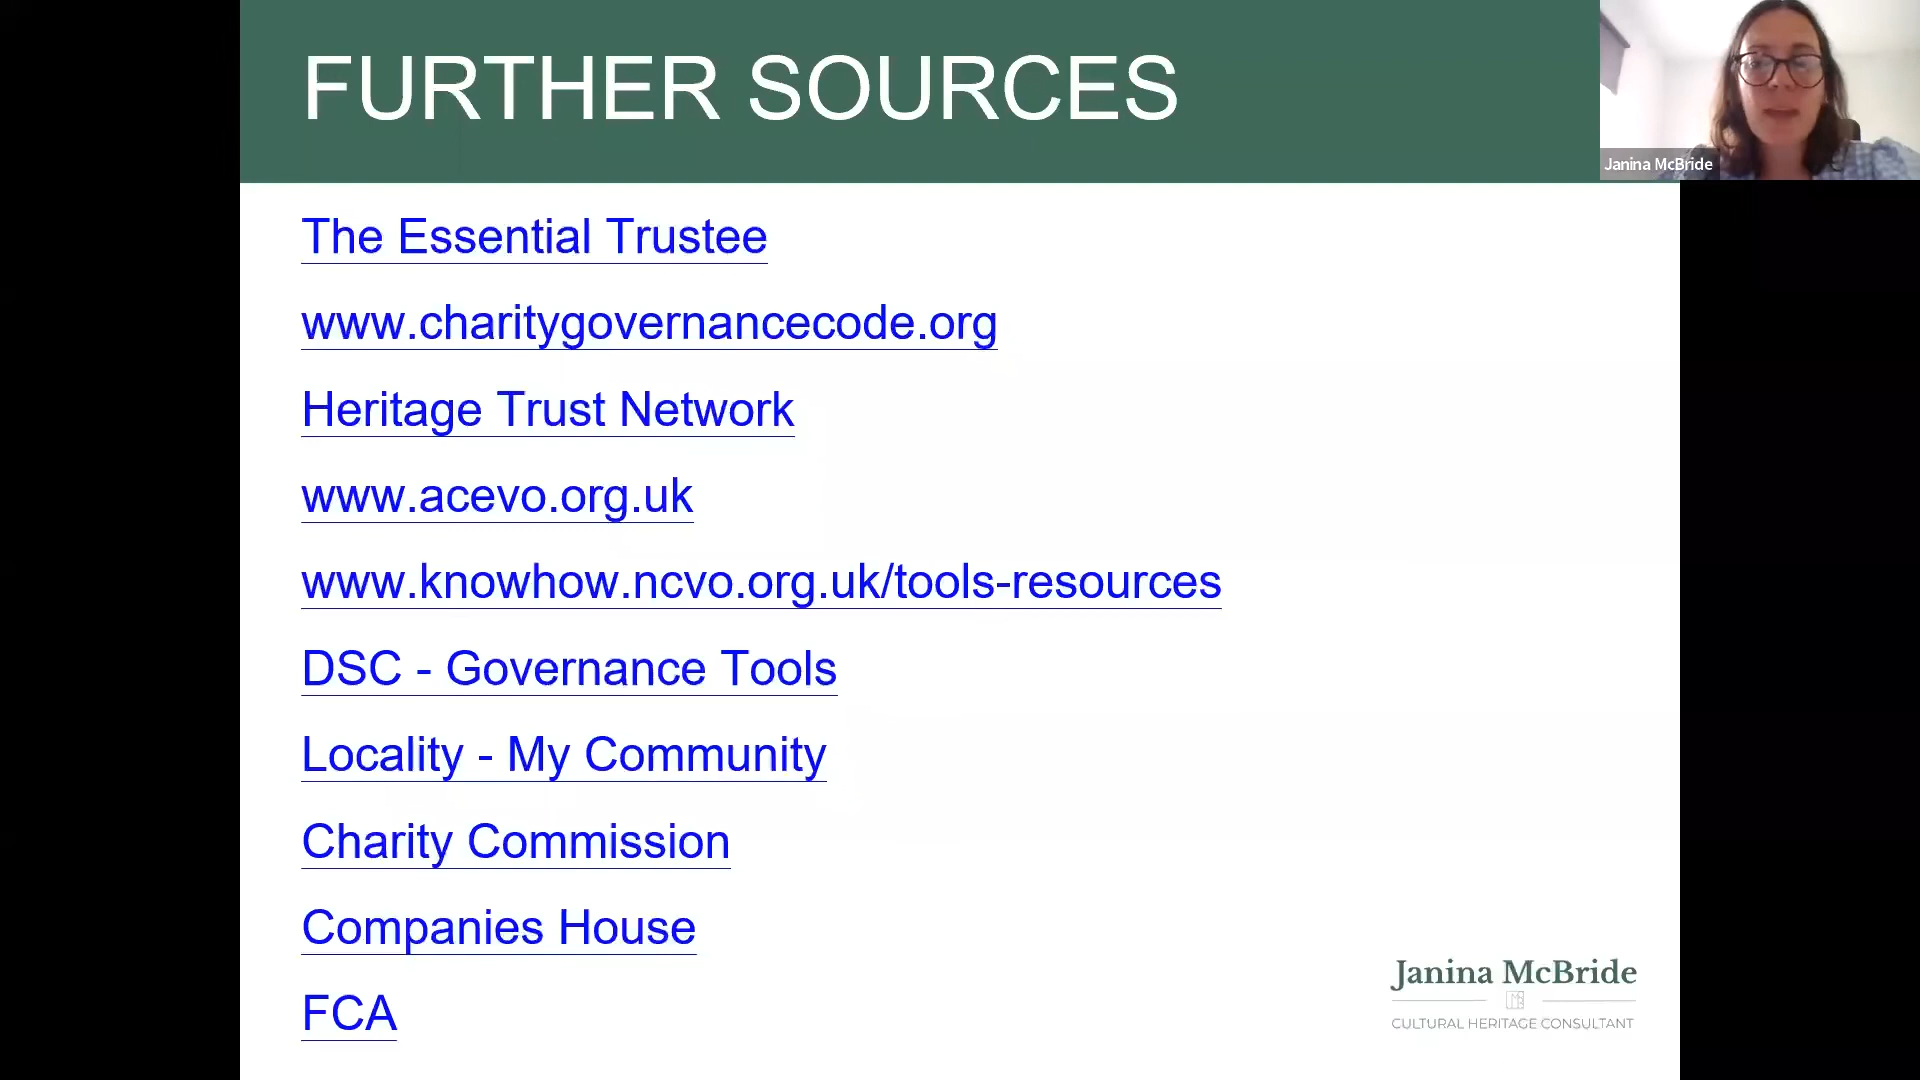 FURTHER SOURCES
Janina McBride
The Essential Trustee
www.charitygovernancecode.org
Heritage Trust Network
www.acevo.org.uk
www.knowhow.ncvo.org.uk/tools-resources
DSC - Governance Tools
Locality - My Community
Charity Commission
Companies House
FCA
Janina McBride
CULTURAL HERITAGE CONSULTANT